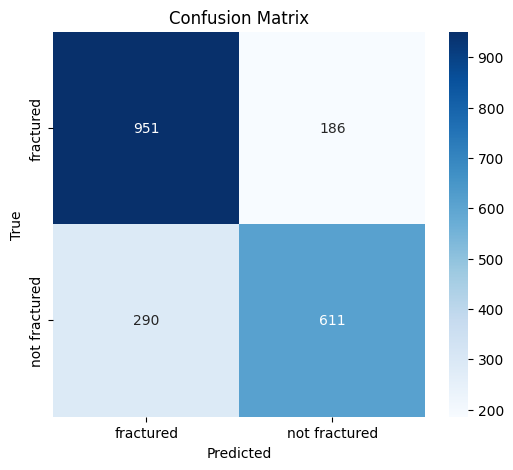 Confusion Matrix
True
fractured
951
186
not fractured
290
611
fractured
not fractured
Predicted
900
800
700
600
500
400
300
200